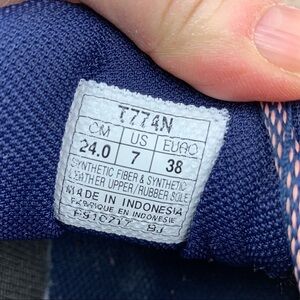 T774N
CM US EURO
24.0 7 38
SYNTHETIC FIBER & SYNTHETIC
LEATHER UPPER/RUBBER SOLE
MADE IN INDONESIA
FABRIQUE EN INDONESIE